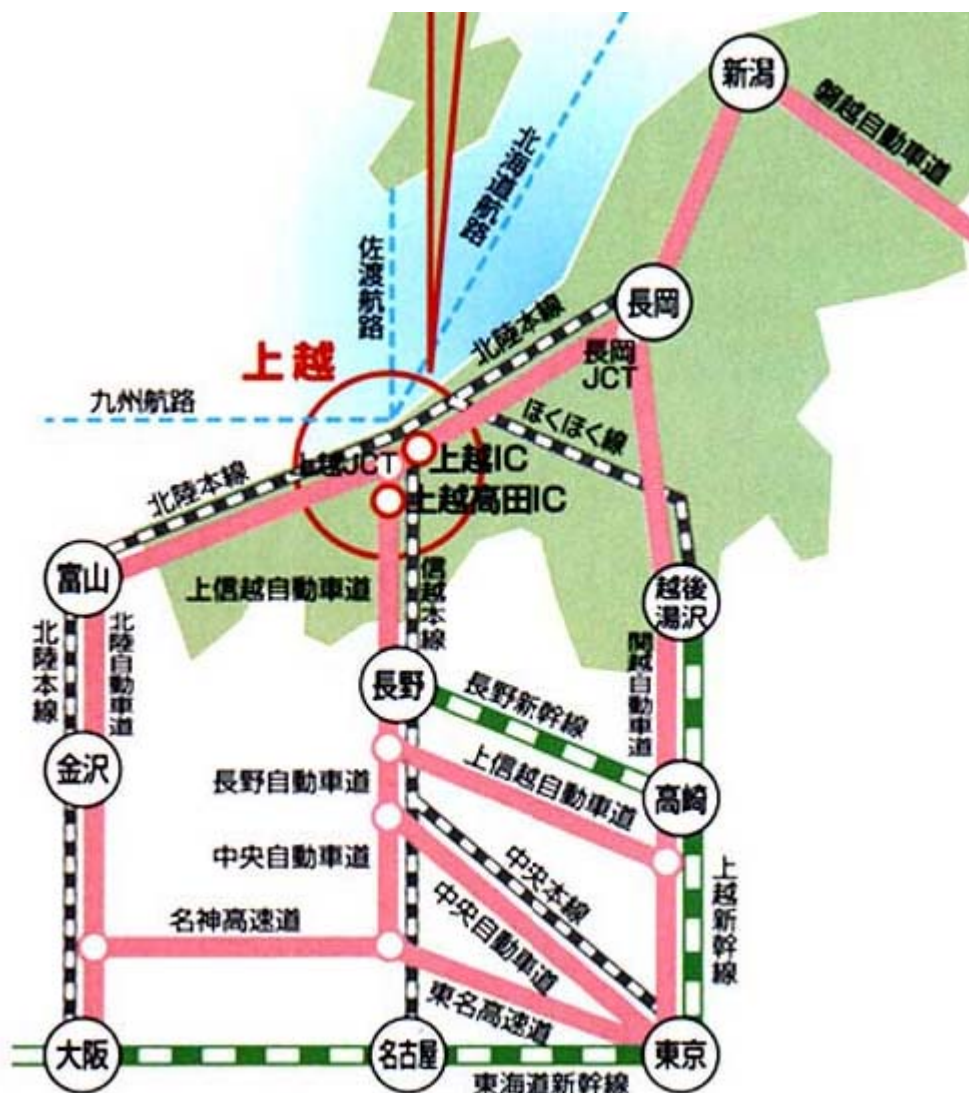 新潟
磐越自動車道
北海道航路
佐渡航路
長岡
北陸本線
長岡
JCT
上越
九州航路
ほくほく線
上越JCT
上越IC
北陸本線
上越高田IC
富山
上信越自動車道
信越本線
越後
湯沢
北陸本線
北陸自動車道
関越自動車道
長野
長野新幹線
金沢
長野自動車道
上信越自動車道
高崎
中央自動車道
中央本線
中央自動車道
上越新幹線
名神高速道
東名高速道
大阪
名古屋
東京
東海道新幹線